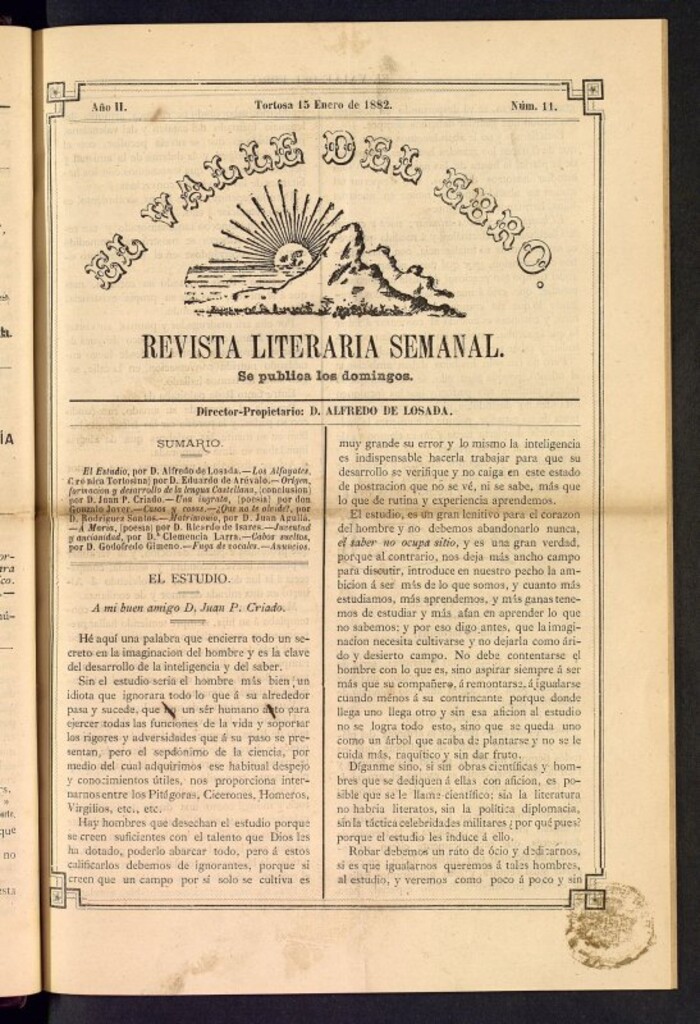 Año II.
Tortosa 15 Enero de 1882.
Núm. 11.
EL VALLE DEL EBRO.
REVISTA LITERARIA SEMANAL.
Se publica los domingos.
Director-Propietario: D. ALFREDO DE LOSADA.
SUMARIO.
El Estudio, por D. Alfredo de Losada.—Los Alfagates,
Crónica Tortosina) por D. Eduardo de Arévalo.—Origen,
formacion y desarrollo de la lengua Castellana, (conclusion)
por D. Juan P. Criado.—Una ingrata, (poesía) por don
Gonzalo Jover.—Cosas y cosas.—¿Que na te olvide?, por
D. Rodriguez Santos.—Matrimonio, por D. Juan Agullá.
—A María, (poesia) por D. Ricardo de Isares.—Juventud
y ancianidad, por D.ª Clemencia Larra.—Cabos sueltos,
por D. Godofredo Gimeno.—Fuga de vocales.—Anuncios.
EL ESTUDIO.
A mi buen amigo D. Juan P. Criado.
Hé aquí una palabra que encierra todo un se-
creto en la imaginacion del hombre y es la clave
del desarrollo de la inteligencia y del saber.
Sin el estudio seria el hombre más bien un
idiota que ignorara todo lo que á su alrededor
pasa y sucede, que un sér humano apto para
ejercer todas las funciones de la vida y soportar
los rigores y adversidades que á su paso se pre-
sentan, pero el sepdónimo de la ciencia, por
medio del cual adquirimos ese habitual despejo
y conocimientos útiles, nos proporciona inter-
narnos entre los Pitágoras, Cicerones, Homeros,
Virgilios, etc., etc.
Hay hombres que desechan el estudio porque
se creen suficientes con el talento que Dios les
ha dotado, poderlo abarcar todo, pero á estos
calificarlos debemos de ignorantes, porque si
creen que un campo por sí solo se cultiva es
muy grande su error y lo mismo la inteligencia
es indispensable hacerla trabajar para que su
desarrollo se verifique y no caiga en este estado
de postracion que no se vé, ni se sabe, más que
lo que de rutina y experiencia aprendemos.
El estudio, es un gran lenitivo para el corazon
del hombre y no debemos abandonarlo nunca,
el saber no ocupa sitio, y es una gran verdad,
porque al contrario, nos deja más ancho campo
para discutir, introduce en nuestro pecho la am-
bicion á ser más de lo que somos, y cuanto más
estudiamos, más aprendemos, y más ganas tene-
mos de estudiar y más afan en aprender lo que
no sabemos; y por eso digo antes, que la imagi-
nacion necesita cultivarse y no dejarla como ári-
do y desierto campo. No debe contentarse el
hombre con lo que es, sino aspirar siempre á ser
más que su compañero, á remontarse, á igualarse
cuando ménos á su contrincante porque donde
llega uno llega otro y sin esa aficion al estudio
no se logra todo esto, sino que se queda uno
como un árbol que acaba de plantarse y no se le
cuida más, raquítico y sin dar fruto.
Díganme sino, si sin obras científicas y hom-
bres que se dediquen á ellas con aficion, es po-
sible que se le llame científico; sin la literatura
no habria literatos, sin la política diplomacia,
sin la táctica celebridades militares ¿por qué pues?
porque el estudio les induce á ello.
Robar debemos un rato de ócio y dedicarnos,
si es que igualarnos queremos á tales hombres,
al estudio, y veremos como poco á poco y sin